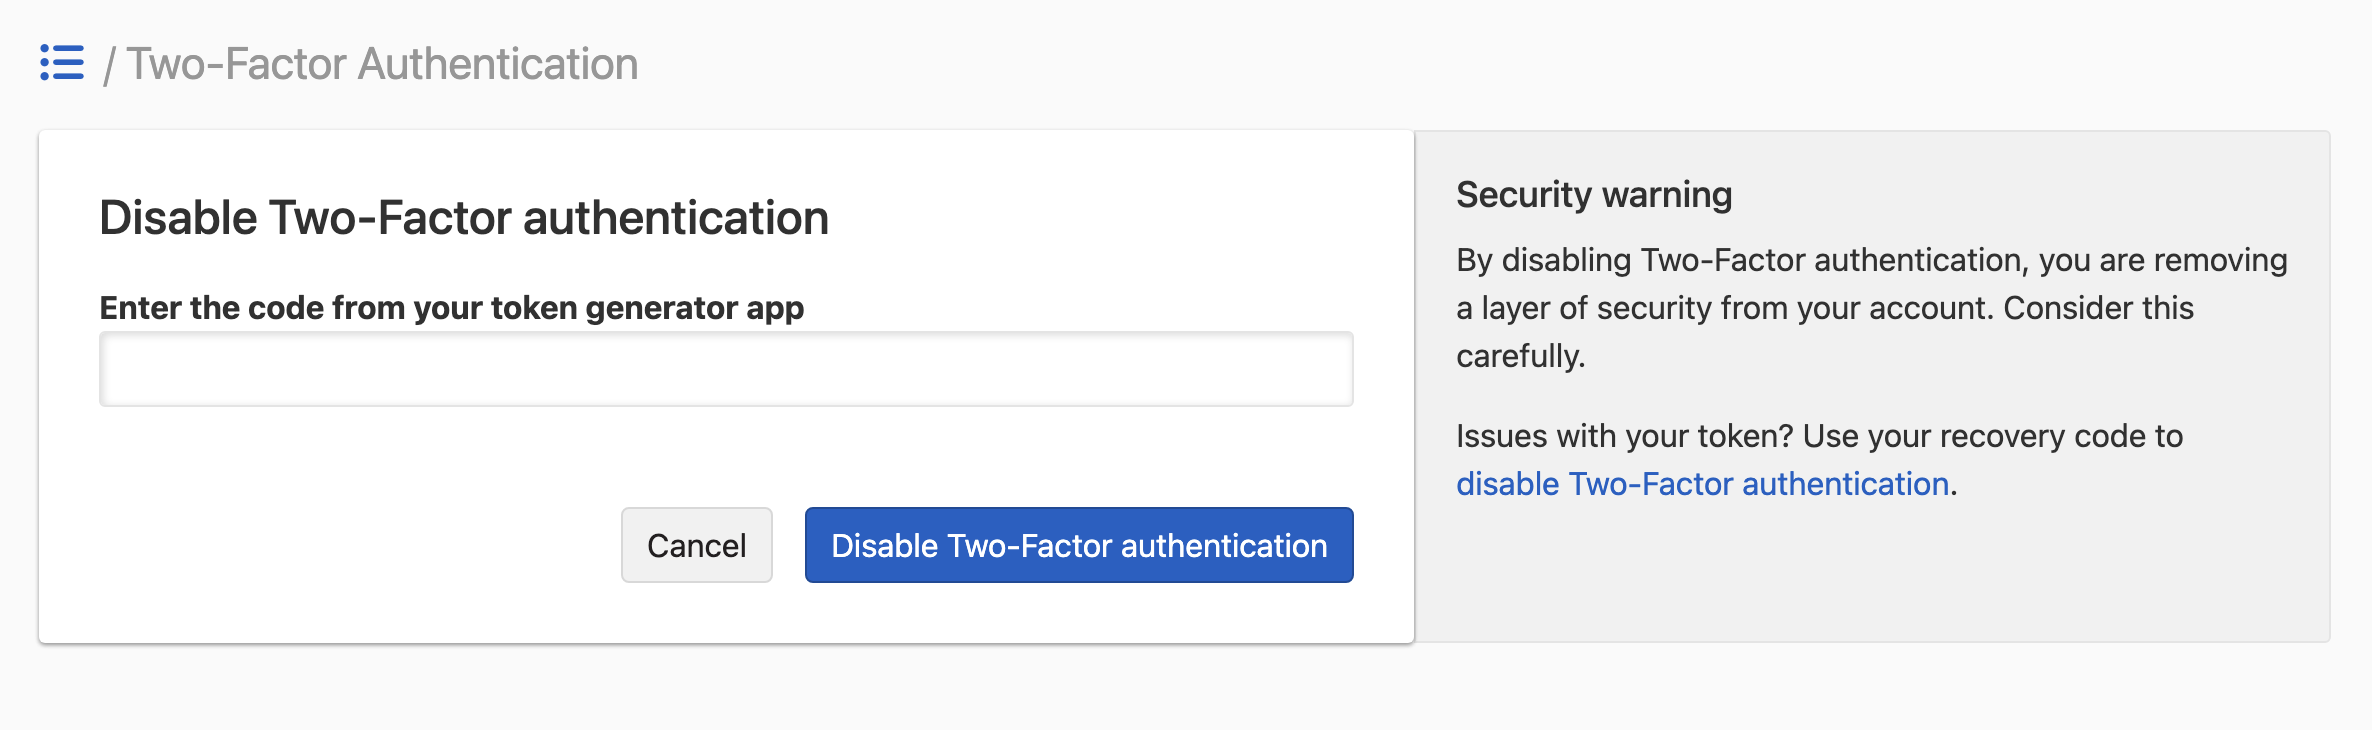 / Two-Factor Authentication
Disable Two-Factor authentication
Enter the code from your token generator app
Cancel
Disable Two-Factor authentication
Security warning
By disabling Two-Factor authentication, you are removing
a layer of security from your account. Consider this
carefully.
Issues with your token? Use your recovery code to
disable Two-Factor authentication.